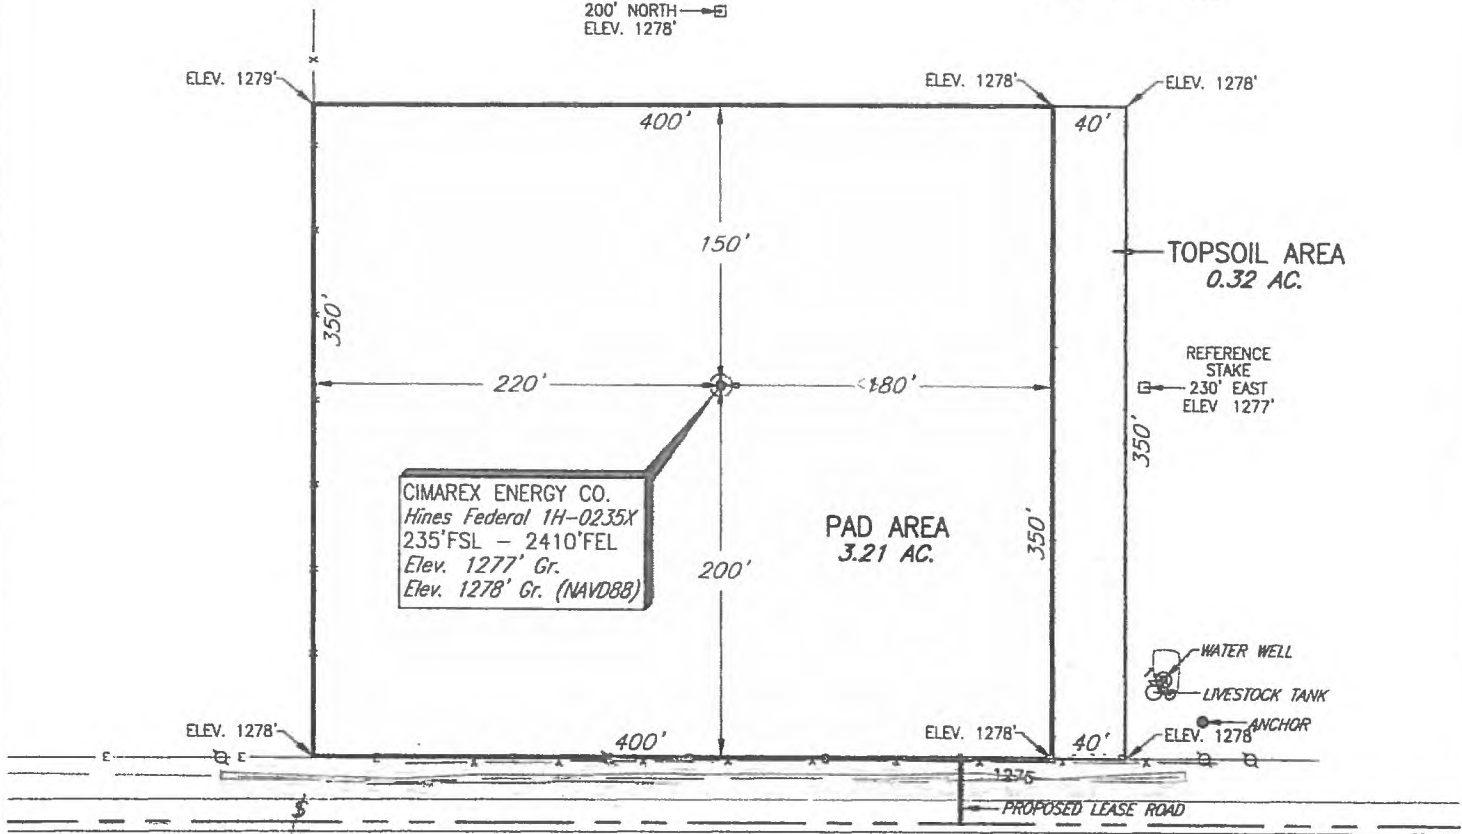 200' NORTH
ELEV. 1278'
ELEV. 1279'
ELEV. 1278'
ELEV. 1278'
400'
40'
150'
TOPSOIL AREA
0.32 AC.
350'
REFERENCE
STAKE
230' EAST
ELEV 1277'
220'
180'
350'
CIMAREX ENERGY CO.
Hines Federal 1H-0235X
235'FSL - 2410'FEL
Elev. 1277' Gr.
Elev. 1278' Gr. (NAVD88)
PAD AREA
3.21 AC.
350'
200'
WATER WELL
LIVESTOCK TANK
ANCHOR
ELEV. 1278'
400'
ELEV. 1278'
40'
ELEV. 1278'
E
E
E
PROPOSED LEASE ROAD